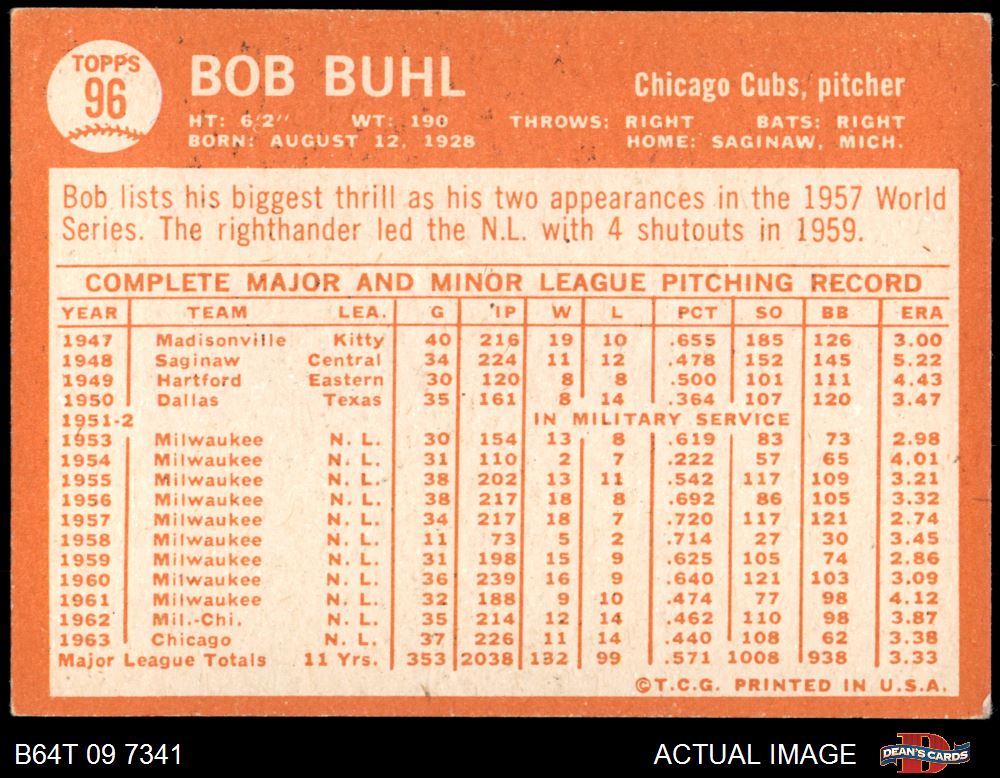 TOPPS
96
BOB BUHL
Chicago Cubs, pitcher
HT: 6'2" WT: 190 THROWS: RIGHT BATS: RIGHT
BORN: AUGUST 12, 1928 HOME: SAGINAW, MICH.
Bob lists his biggest thrill as his two appearances in the 1957 World
Series. The righthander led the N.L. with 4 shutouts in 1959.
COMPLETE MAJOR AND MINOR LEAGUE PITCHING RECORD
YEAR TEAM LEA. G IP W L PCT SO BB ERA
1947 Madisonville Kitty 40 216 19 10 .655 185 126 3.00
1948 Saginaw Central 34 224 11 12 .478 152 145 5.22
1949 Hartford Eastern 30 120 8 8 .500 101 111 4.43
1950 Dallas Texas 35 161 8 14 .364 107 120 3.47
1951-2 IN MILITARY SERVICE
1953 Milwaukee N. L. 30 154 13 8 .619 83 73 2.98
1954 Milwaukee N. L. 31 110 2 7 .222 57 65 4.01
1955 Milwaukee N. L. 38 202 13 11 .542 117 109 3.21
1956 Milwaukee N. L. 38 217 18 8 .692 86 105 3.32
1957 Milwaukee N. L. 34 217 18 7 .720 117 121 2.74
1958 Milwaukee N. L. 11 73 5 2 .714 27 30 3.45
1959 Milwaukee N. L. 31 198 15 9 .625 105 74 2.86
1960 Milwaukee N. L. 36 239 16 9 .640 121 103 3.09
1961 Milwaukee N. L. 32 188 9 10 .474 77 98 4.12
1962 Mil.-Chi. N. L. 35 214 12 14 .462 110 98 3.87
1963 Chicago N. L. 37 226 11 14 .440 108 62 3.38
Major League Totals 11 Yrs. 353 2038 132 99 .571 1008 938 3.33
©T.C.G. PRINTED IN U.S.A.
B64T 09 7341 ACTUAL IMAGE DEAN'S CARDS